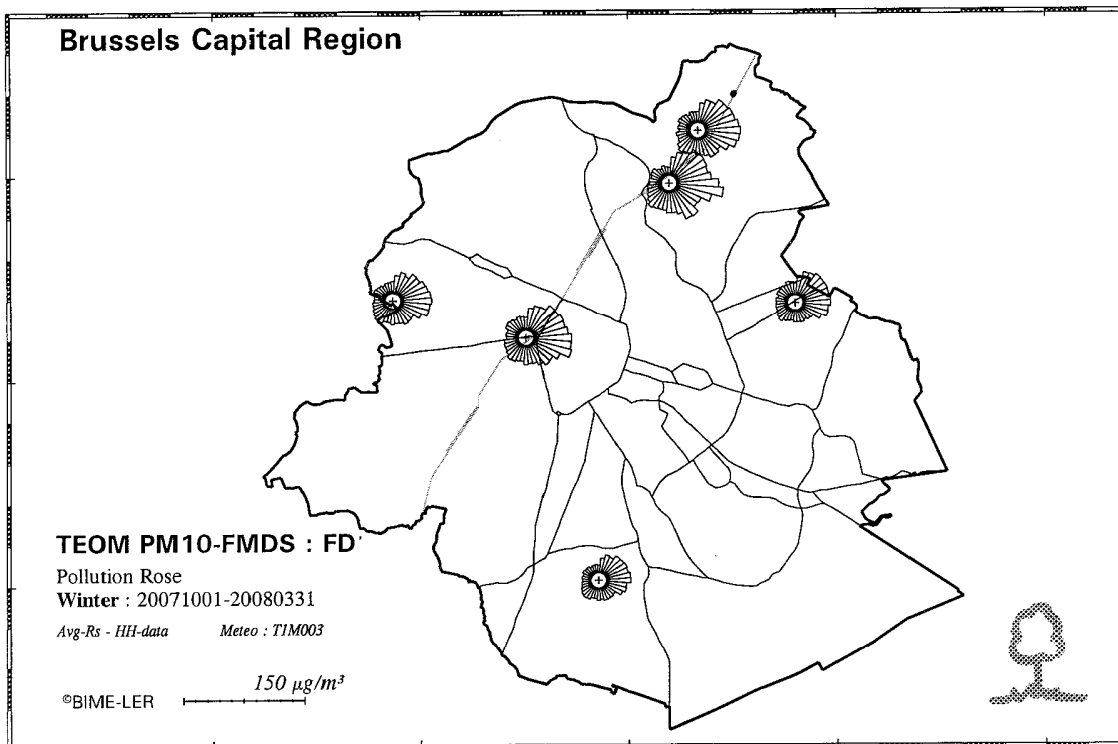 Brussels Capital Region
TEOM PM10-FMDS : FD
Pollution Rose
Winter : 20071001-20080331
Avg-Rs - HH-data Meteo : T1M003
150 µg/m³
©BIME-LER